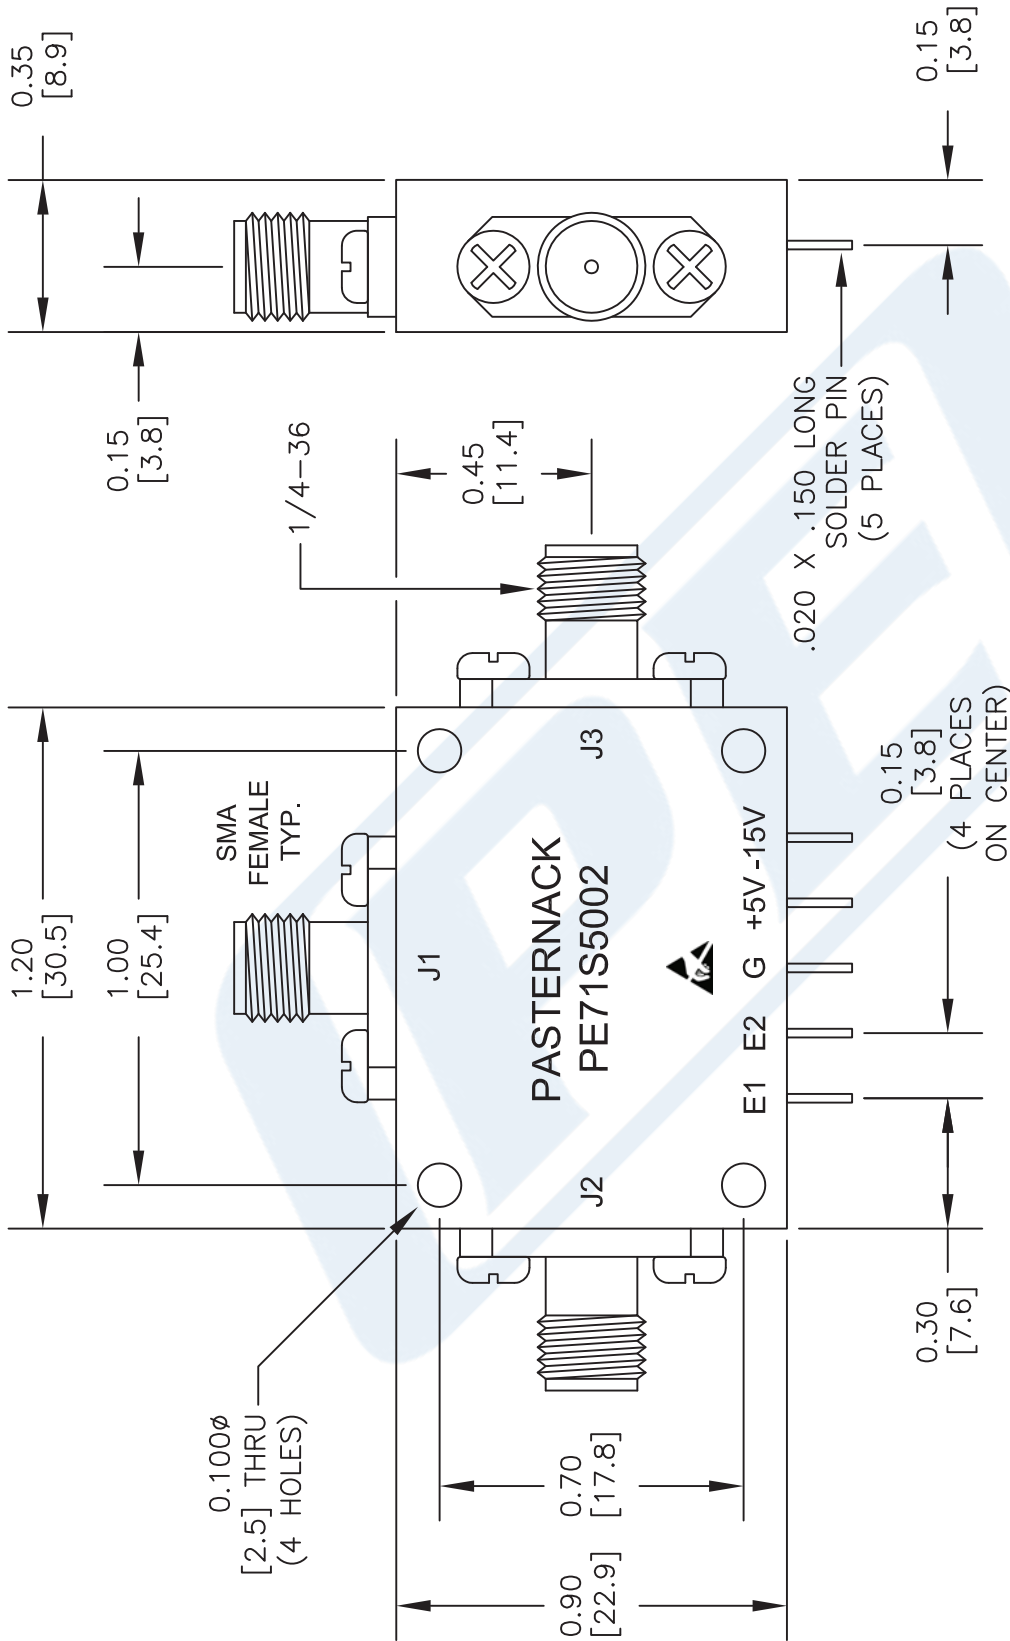 1.20
[30.5]
1.00
[25.4]
0.35
[8.9]
0.15
[3.8]
0.100ø
[2.5] THRU
(4 HOLES)
SMA
FEMALE
TYP.
1/4-36
J1
0.45
[11.4]
0.70
[17.8]
0.90
[22.9]
PASTERNACK
PE71S5002
J2
J3
E1 E2 G +5V -15V
.020 X .150 LONG
SOLDER PIN
(5 PLACES)
0.30
[7.6]
0.15
[3.8]
(4 PLACES
ON CENTER)
0.15
[3.8]
PE